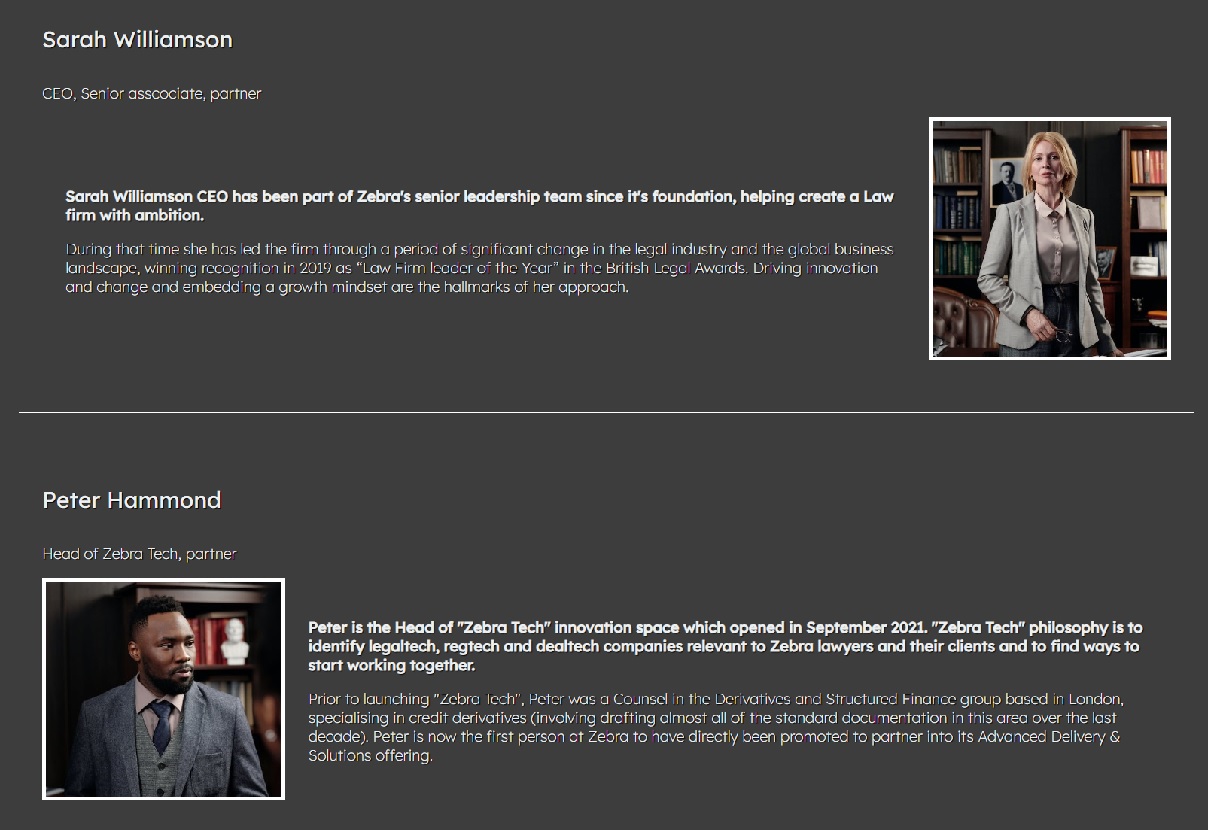 Sarah Williamson
CEO, Senior asscociate, partner
Sarah Williamson CEO has been part of Zebra's senior leadership team since it's foundation, helping create a Law
firm with ambition.
During that time she has led the firm through a period of significant change in the legal industry and the global business
landscape, winning recognition in 2019 as “Law Firm leader of the Year” in the British Legal Awards. Driving innovation
and change and embedding a growth mindset are the hallmarks of her approach.
Peter Hammond
Head of Zebra Tech, partner
Peter is the Head of "Zebra Tech" innovation space which opened in September 2021. "Zebra Tech" philosophy is to
identify legaltech, regtech and dealtech companies relevant to Zebra lawyers and their clients and to find ways to
start working together.
Prior to launching "Zebra Tech", Peter was a Counsel in the Derivatives and Structured Finance group based in London,
specialising in credit derivatives (involving drafting almost all of the standard documentation in this area over the last
decade). Peter is now the first person at Zebra to have directly been promoted to partner into its Advanced Delivery &
Solutions offering.